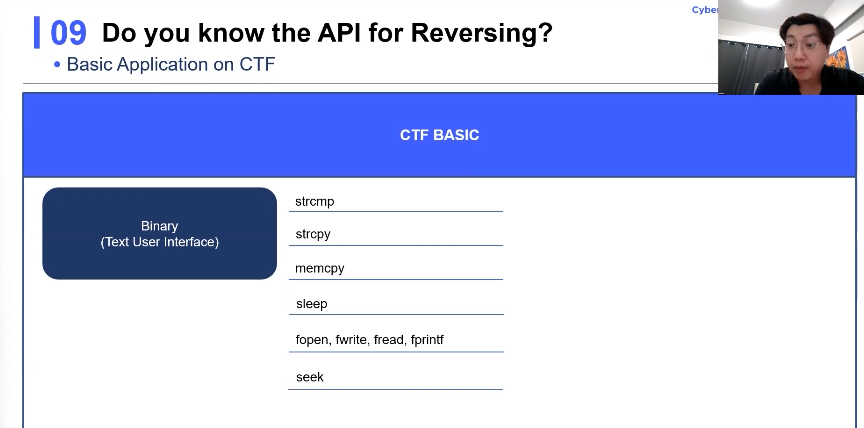 Cyber
09 Do you know the API for Reversing?
• Basic Application on CTF
CTF BASIC
Binary
(Text User Interface)
strcmp
strcpy
memcpy
sleep
fopen, fwrite, fread, fprintf
seek